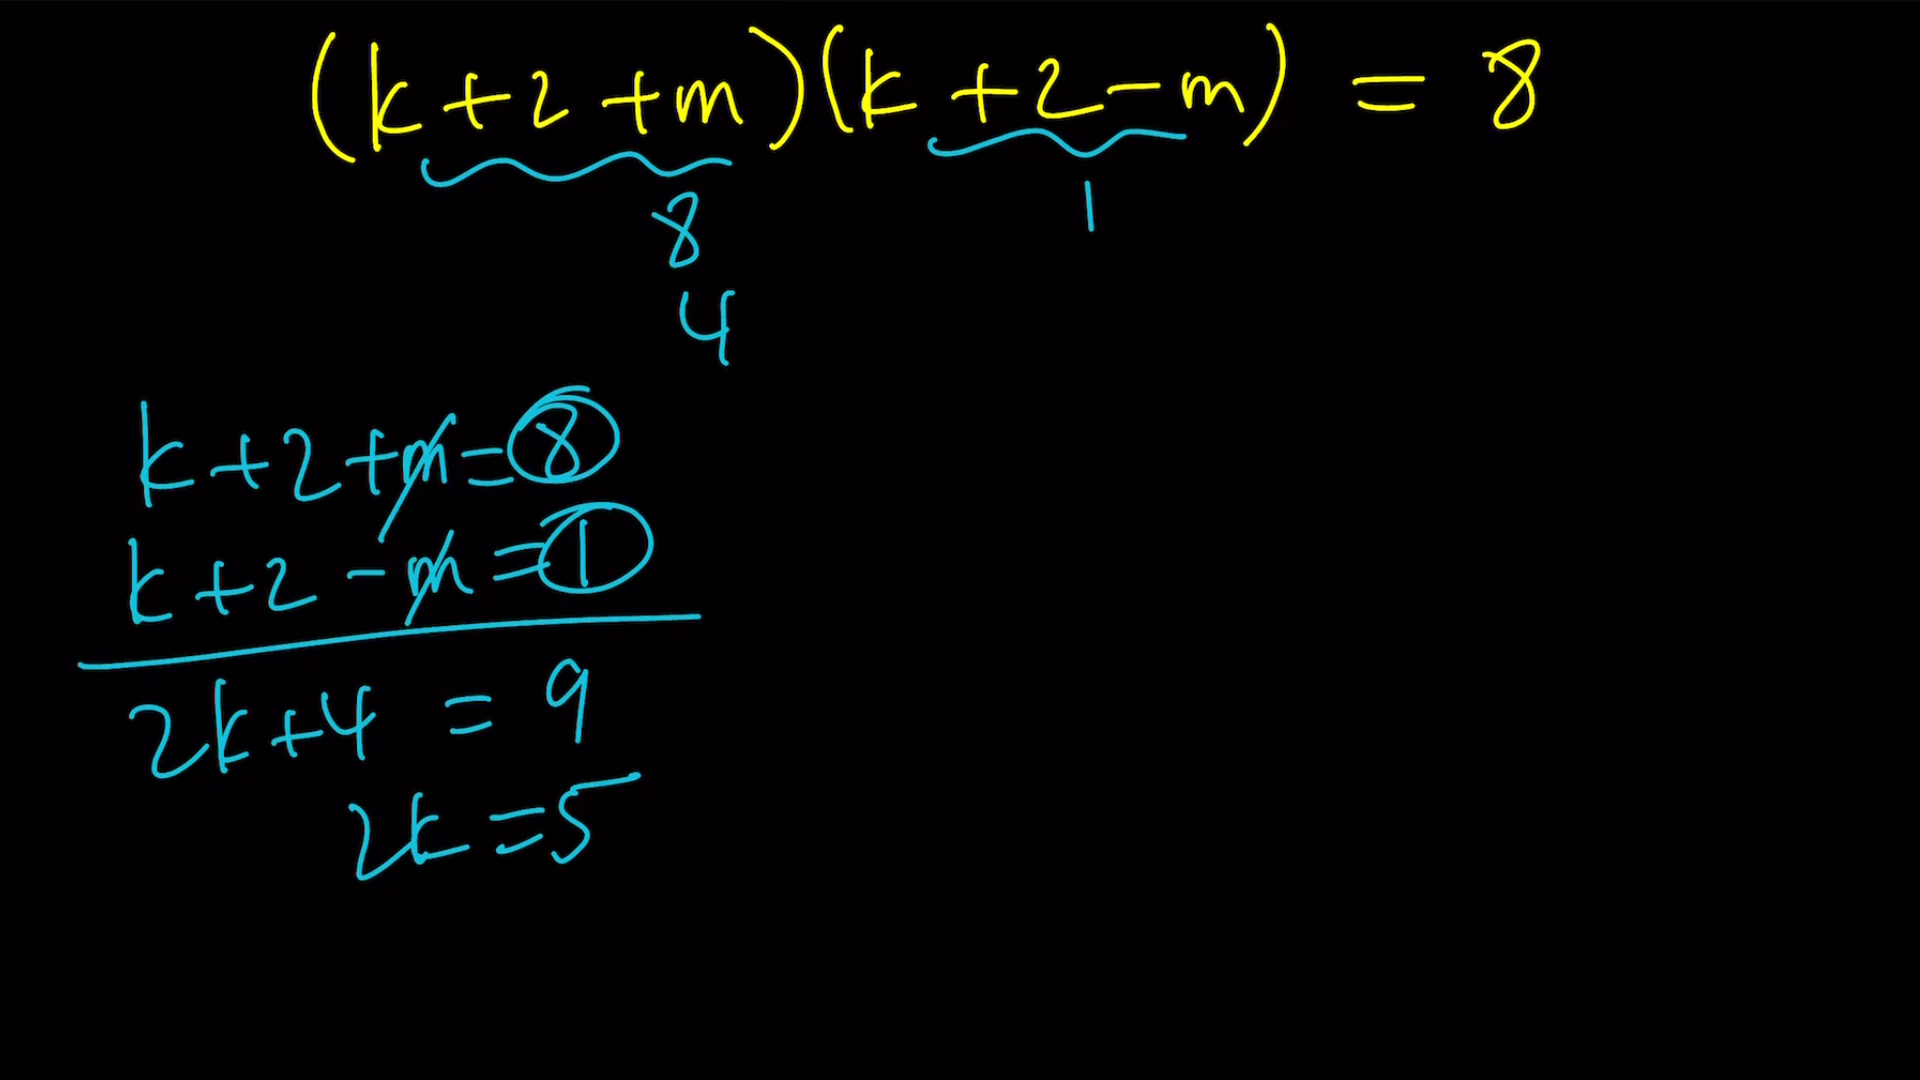 (k+2+m)(k+2-m) = 8
8 1
4
k+2+m=8
k+2-m=1
2k+4 = 9
2k=5